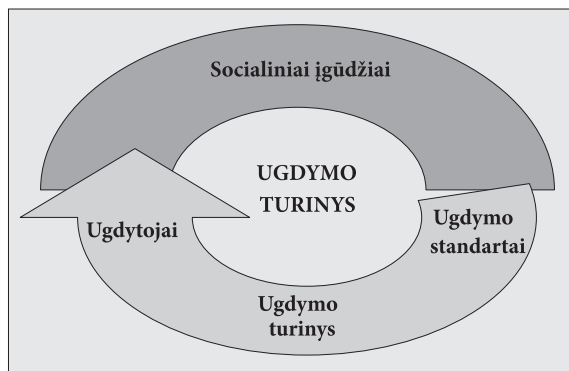 Socialiniai įgūdžiai
UGDYMO
TURINYS
Ugdytojai
Ugdymo
standartai
Ugdymo
turinys